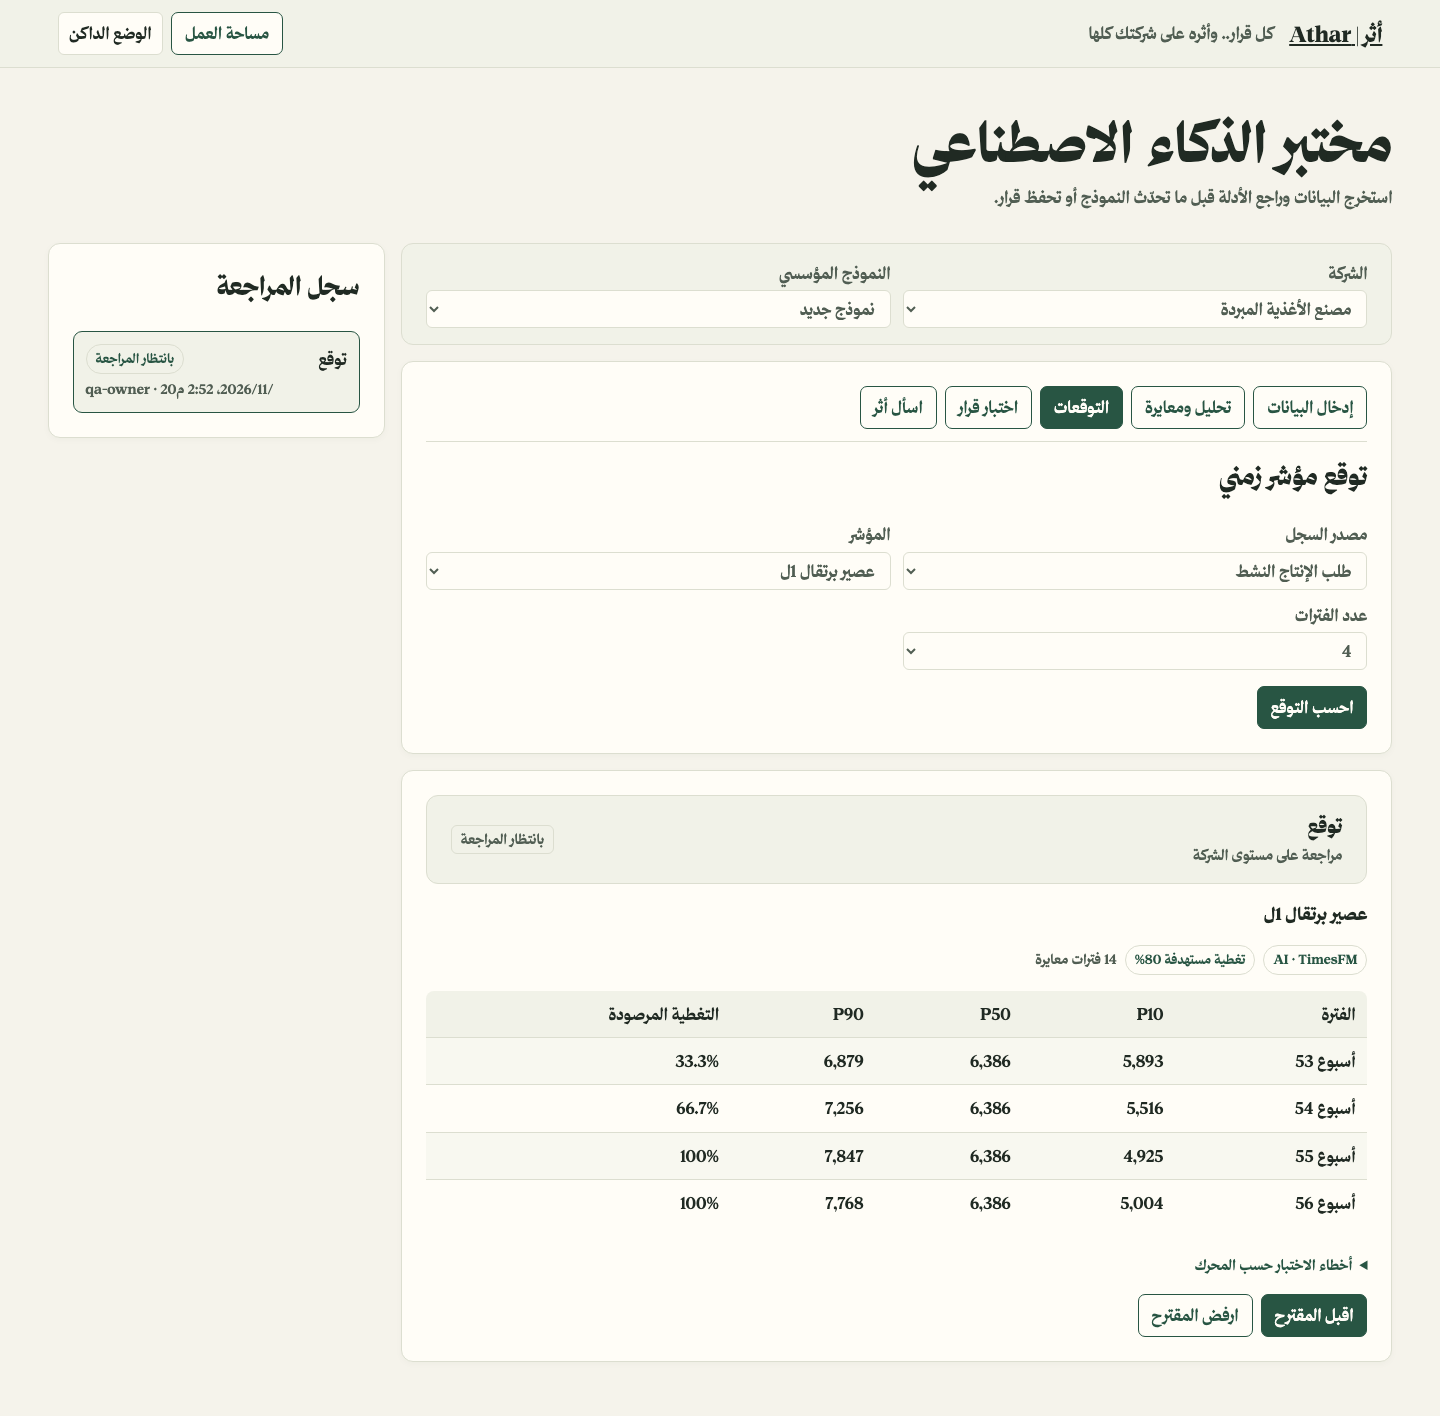 أثر | Athar
كل قرار.. وأثره على شركتك كلها
مساحة العمل
الوضع الداكن
مختبر الذكاء الاصطناعي
استخرج البيانات وراجع الأدلة قبل ما تحدّث النموذج أو تحفظ قرار.
الشركة
مصنع الأغذية المبردة
النموذج المؤسسي
نموذج جديد
إدخال البيانات
تحليل ومعايرة
التوقعات
اختبار قرار
اسأل أثر
توقع مؤشر زمني
مصدر السجل
طلب الإنتاج النشط
المؤشر
عصير برتقال 1ل
عدد الفترات
4
احسب التوقع
توقع
مراجعة على مستوى الشركة
بانتظار المراجعة
عصير برتقال 1ل
AI · TimesFM
تغطية مستهدفة 80%
14 فترات معايرة
الفترة P10 P50 P90 التغطية المرصودة
أسبوع 53 5,893 6,386 6,879 33.3%
أسبوع 54 5,516 6,386 7,256 66.7%
أسبوع 55 4,925 6,386 7,847 100%
أسبوع 56 5,004 6,386 7,768 100%
أخطاء الاختبار حسب المحرك
اقبل المقترح
ارفض المقترح
سجل المراجعة
توقع
بانتظار المراجعة
qa-owner · 20‏/11‏/2026، 2:52 م